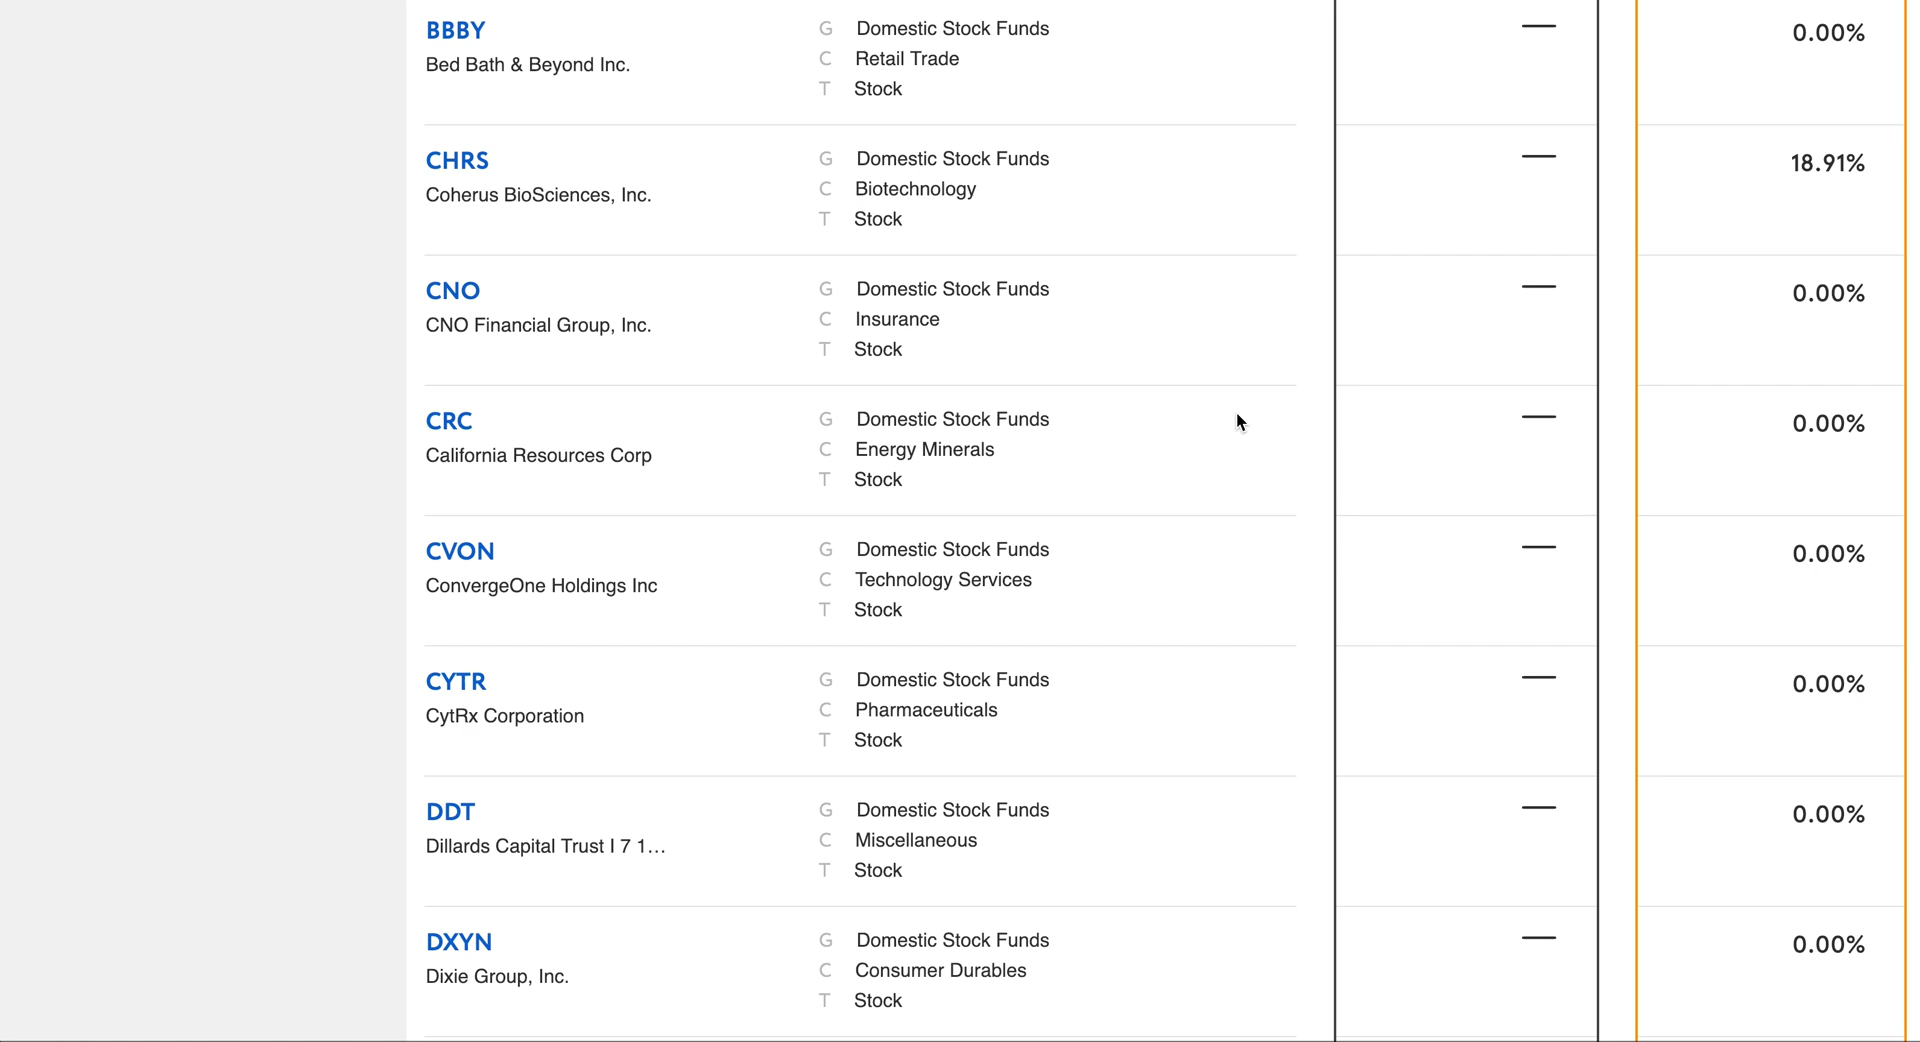 BBBY
Bed Bath & Beyond Inc.
G Domestic Stock Funds
C Retail Trade
T Stock
—
0.00%
CHRS
Coherus BioSciences, Inc.
G Domestic Stock Funds
C Biotechnology
T Stock
—
18.91%
CNO
CNO Financial Group, Inc.
G Domestic Stock Funds
C Insurance
T Stock
—
0.00%
CRC
California Resources Corp
G Domestic Stock Funds
C Energy Minerals
T Stock
—
0.00%
CVON
ConvergeOne Holdings Inc
G Domestic Stock Funds
C Technology Services
T Stock
—
0.00%
CYTR
CytRx Corporation
G Domestic Stock Funds
C Pharmaceuticals
T Stock
—
0.00%
DDT
Dillards Capital Trust I 7 1…
G Domestic Stock Funds
C Miscellaneous
T Stock
—
0.00%
DXYN
Dixie Group, Inc.
G Domestic Stock Funds
C Consumer Durables
T Stock
—
0.00%